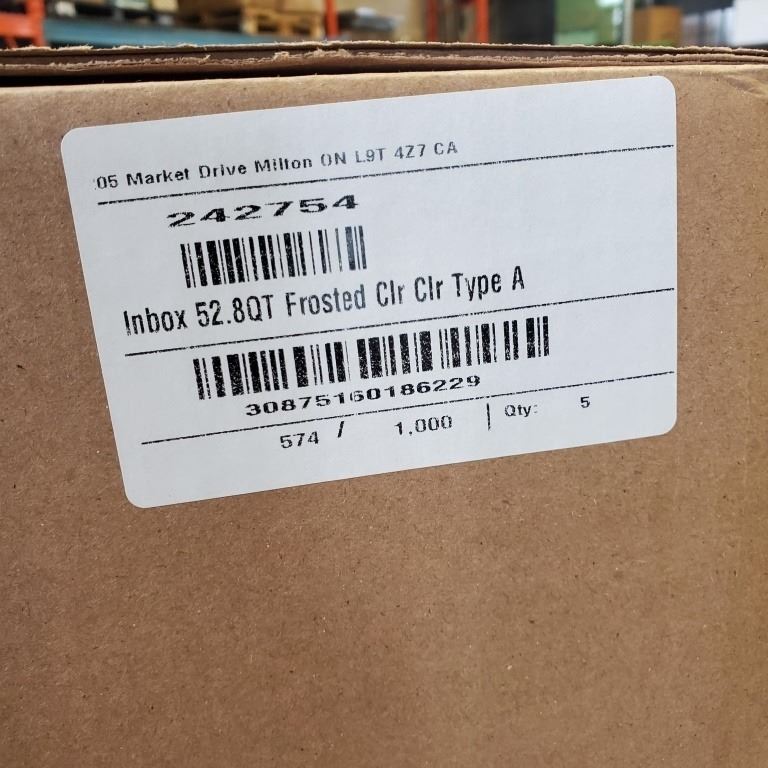 05 Market Drive Milton ON L9T 4Z7 CA
242754
Inbox 52.8QT Frosted Clr Clr Type A
30875160186229
574 / 1,000 | Qty: 5